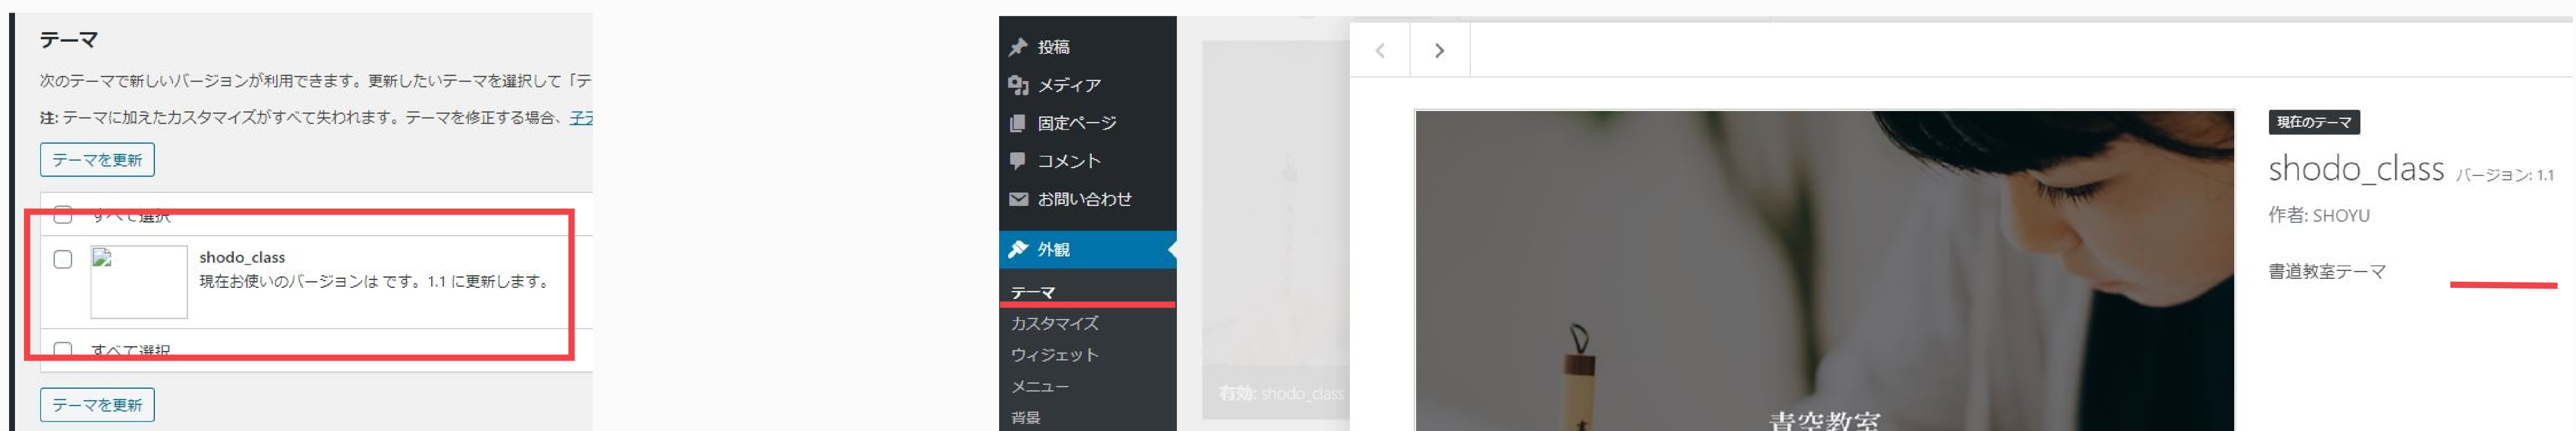 テーマ
次のテーマで新しいバージョンが利用できます。更新したいテーマを選択して「テ
注: テーマに加えたカスタマイズがすべて失われます。テーマを修正する場合、子テ
テーマを更新
すべて選択
shodo_class
現在お使いのバージョンは です。1.1 に更新します。
すべて選択
テーマを更新
投稿
メディア
固定ページ
コメント
お問い合わせ
外観
テーマ
カスタマイズ
ウィジェット
メニュー
背景
有効: shodo_class
青空教室
現在のテーマ
shodo_class バージョン: 1.1
作者: SHOYU
書道教室テーマ